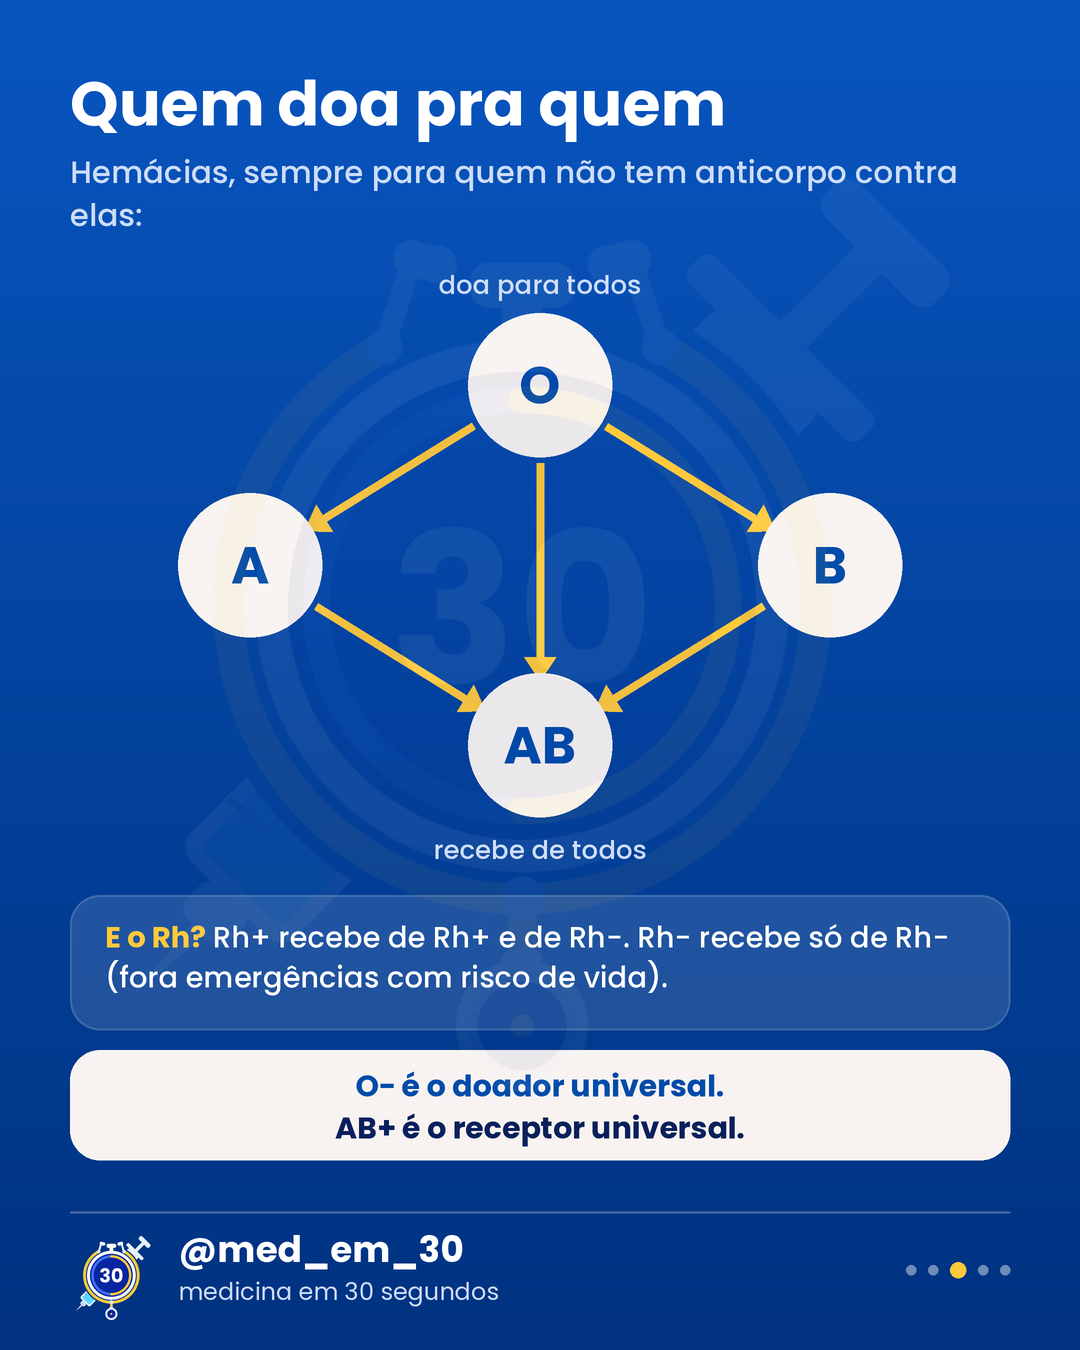 Quem doa pra quem
Hemácias, sempre para quem não tem anticorpo contra
elas:
doa para todos
O
A
B
30
AB
recebe de todos
E o Rh? Rh+ recebe de Rh+ e de Rh−. Rh− recebe só de Rh−
(fora emergências com risco de vida).
O− é o doador universal.
AB+ é o receptor universal.
30
@med_em_30
medicina em 30 segundos